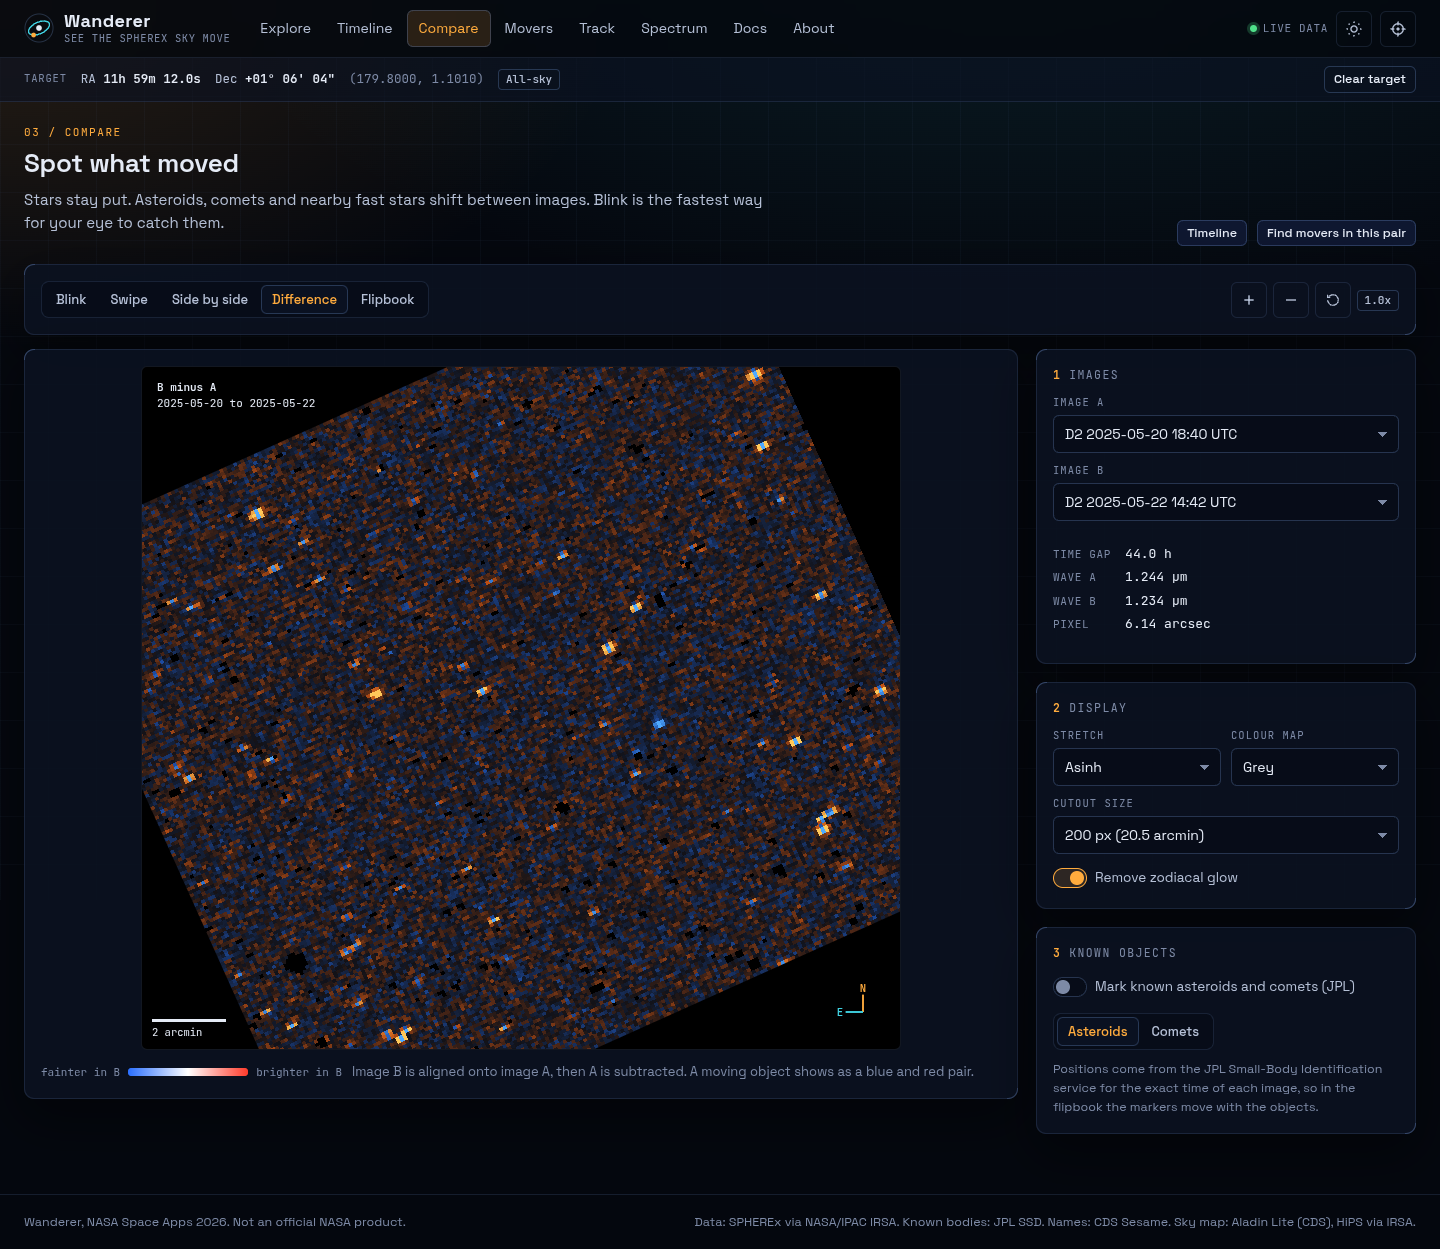 Wanderer
SEE THE SPHEREX SKY MOVE
Explore
Timeline
Compare
Movers
Track
Spectrum
Docs
About
LIVE DATA
TARGET RA 11h 59m 12.0s Dec +01° 06' 04" (179.8000, 1.1010) All-sky
Clear target
03 / COMPARE
Spot what moved
Stars stay put. Asteroids, comets and nearby fast stars shift between images. Blink is the fastest way
for your eye to catch them.
Timeline
Find movers in this pair
Blink
Swipe
Side by side
Difference
Flipbook
1.0x
B minus A
2025-05-20 to 2025-05-22
N
E
2 arcmin
fainter in B
brighter in B
Image B is aligned onto image A, then A is subtracted. A moving object shows as a blue and red pair.
1 IMAGES
IMAGE A
D2 2025-05-20 18:40 UTC
IMAGE B
D2 2025-05-22 14:42 UTC
TIME GAP 44.0 h
WAVE A 1.244 µm
WAVE B 1.234 µm
PIXEL 6.14 arcsec
2 DISPLAY
STRETCH
COLOUR MAP
Asinh
Grey
CUTOUT SIZE
200 px (20.5 arcmin)
Remove zodiacal glow
3 KNOWN OBJECTS
Mark known asteroids and comets (JPL)
Asteroids
Comets
Positions come from the JPL Small-Body Identification
service for the exact time of each image, so in the
flipbook the markers move with the objects.
Wanderer, NASA Space Apps 2026. Not an official NASA product.
Data: SPHEREx via NASA/IPAC IRSA. Known bodies: JPL SSD. Names: CDS Sesame. Sky map: Aladin Lite (CDS), HiPS via IRSA.